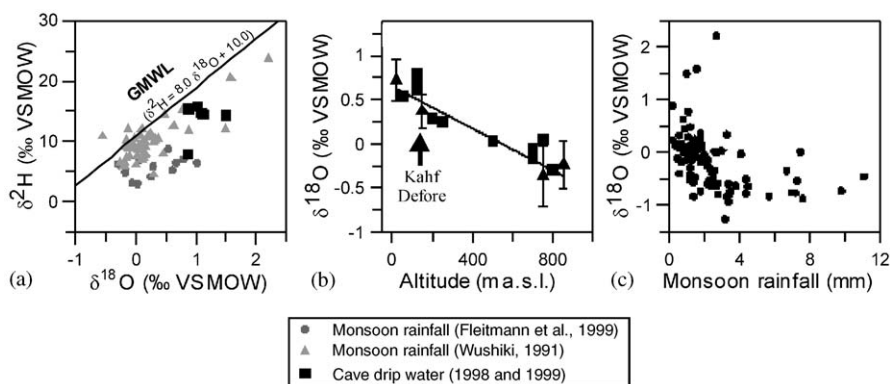 30
20
10
0
-1
0
1
2
δ²H (‰ VSMOW)
GMWL
(δ²H = 8.0 δ¹⁸O + 10.0)
(a)
δ¹⁸O (‰ VSMOW)
1
0.5
0
-0.5
-1
0
400
800
δ¹⁸O (‰ VSMOW)
Kahf
Defore
(b)
Altitude (m a.s.l.)
2
1
0
-1
0
4
8
12
δ¹⁸O (‰ VSMOW)
(c)
Monsoon rainfall (mm)
Monsoon rainfall (Fleitmann et al., 1999)
Monsoon rainfall (Wushiki, 1991)
Cave drip water (1998 and 1999)